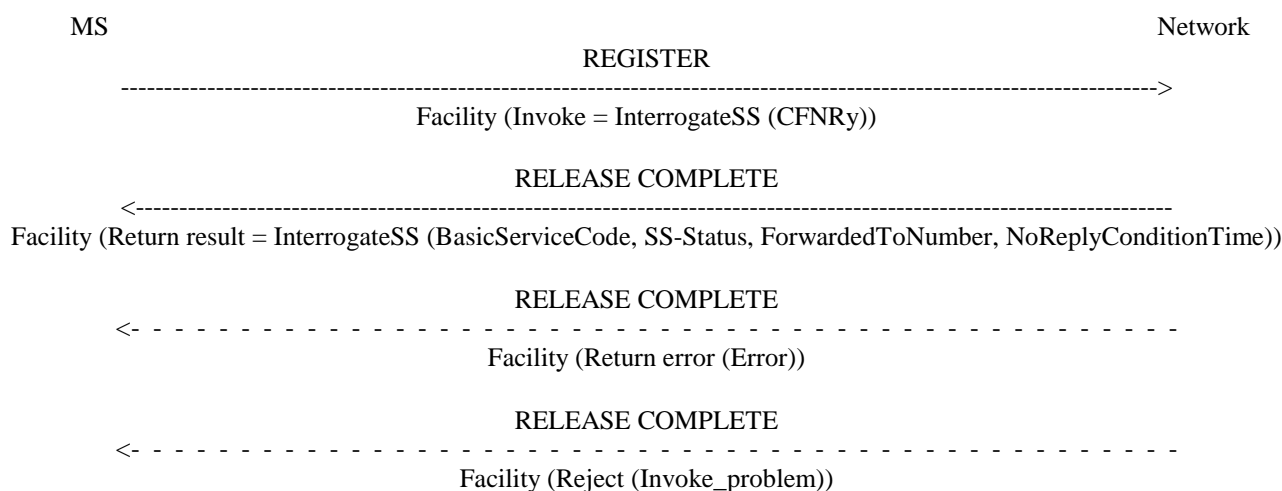 MS Network
REGISTER
------------------------------------------------------------------------------------------------------------------------>
Facility (Invoke = InterrogateSS (CFNRy))
RELEASE COMPLETE
<------------------------------------------------------------------------------------------------------------------------
Facility (Return result = InterrogateSS (BasicServiceCode, SS-Status, ForwardedToNumber, NoReplyConditionTime))
RELEASE COMPLETE
<- - - - - - - - - - - - - - - - - - - - - - - - - - - - - - - - - - - - - - - - - - - - - - - - -
Facility (Return error (Error))
RELEASE COMPLETE
<- - - - - - - - - - - - - - - - - - - - - - - - - - - - - - - - - - - - - - - - - - - - - - - - -
Facility (Reject (Invoke_problem))